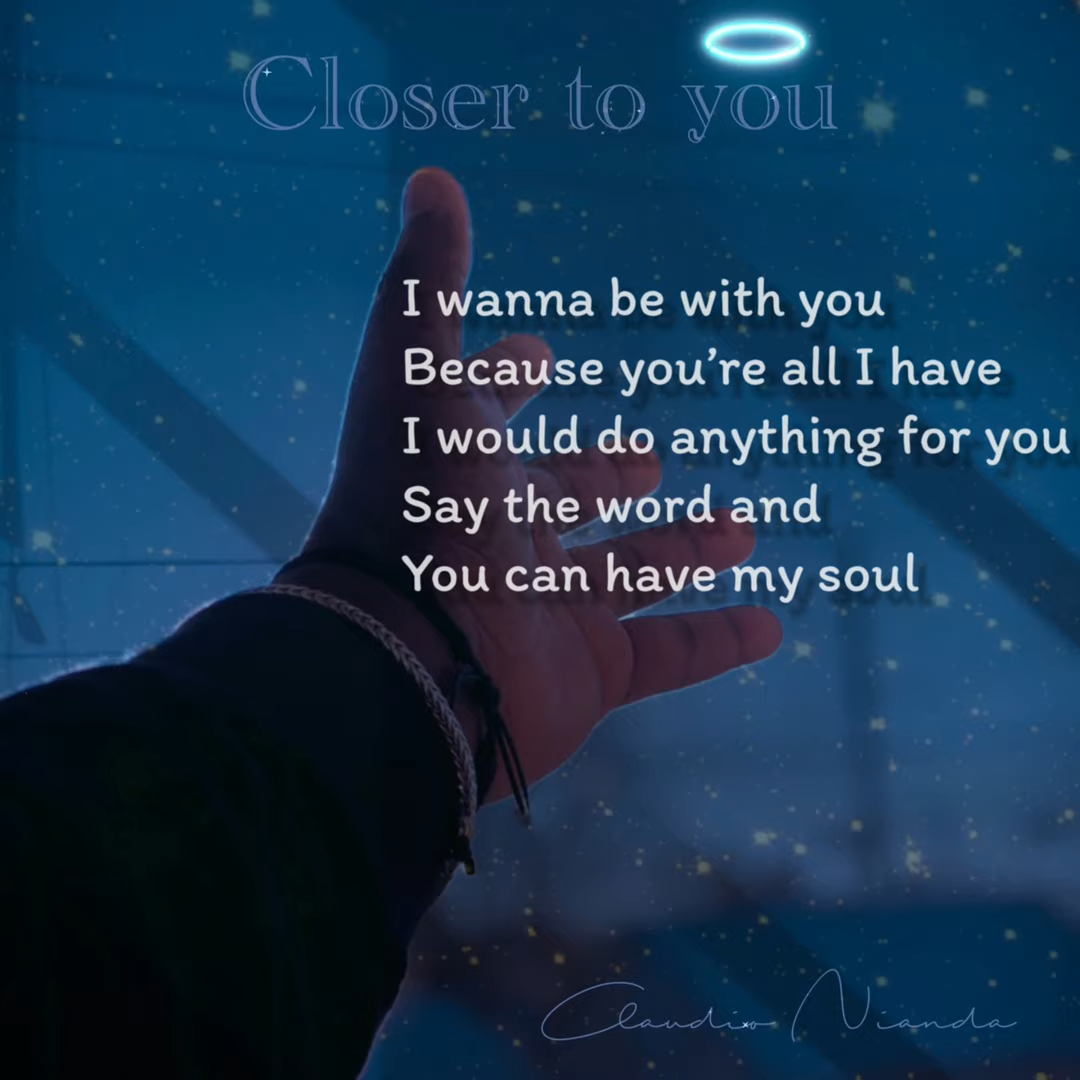 Closer to you
I wanna be with you
Because you’re all I have
I would do anything for you
Say the word and
You can have my soul
Claudio Nianda